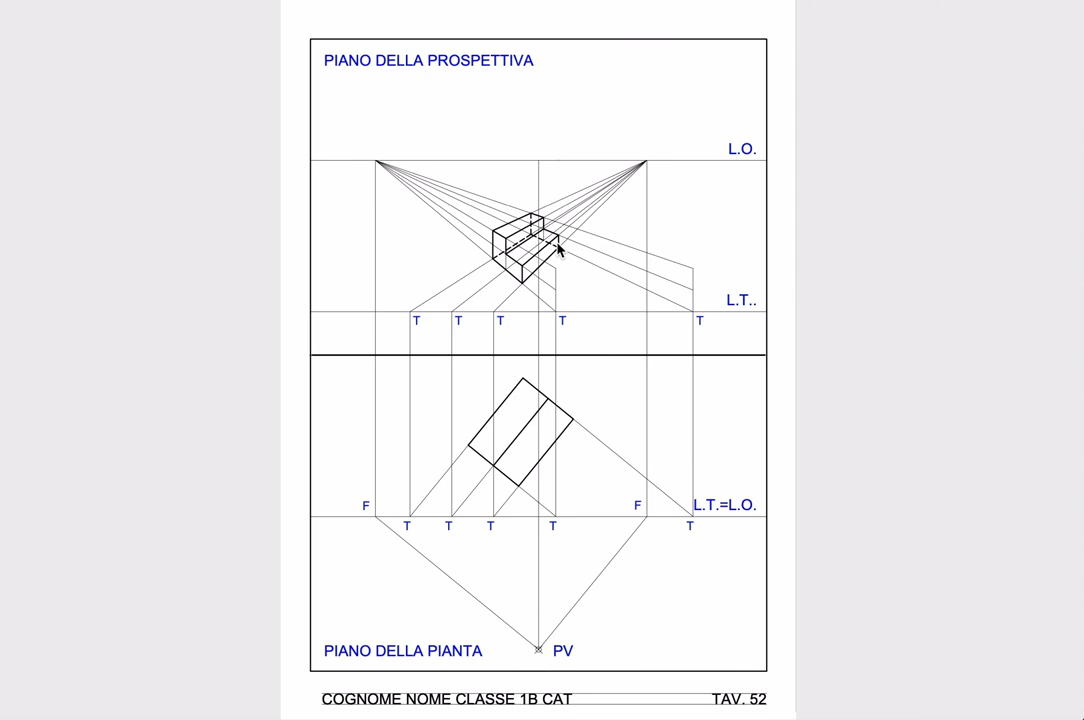 PIANO DELLA PROSPETTIVA
L.O.
L.T..
T T T T T
F F L.T.=L.O.
T T T T T
PIANO DELLA PIANTA PV
COGNOME NOME CLASSE 1B CAT TAV. 52